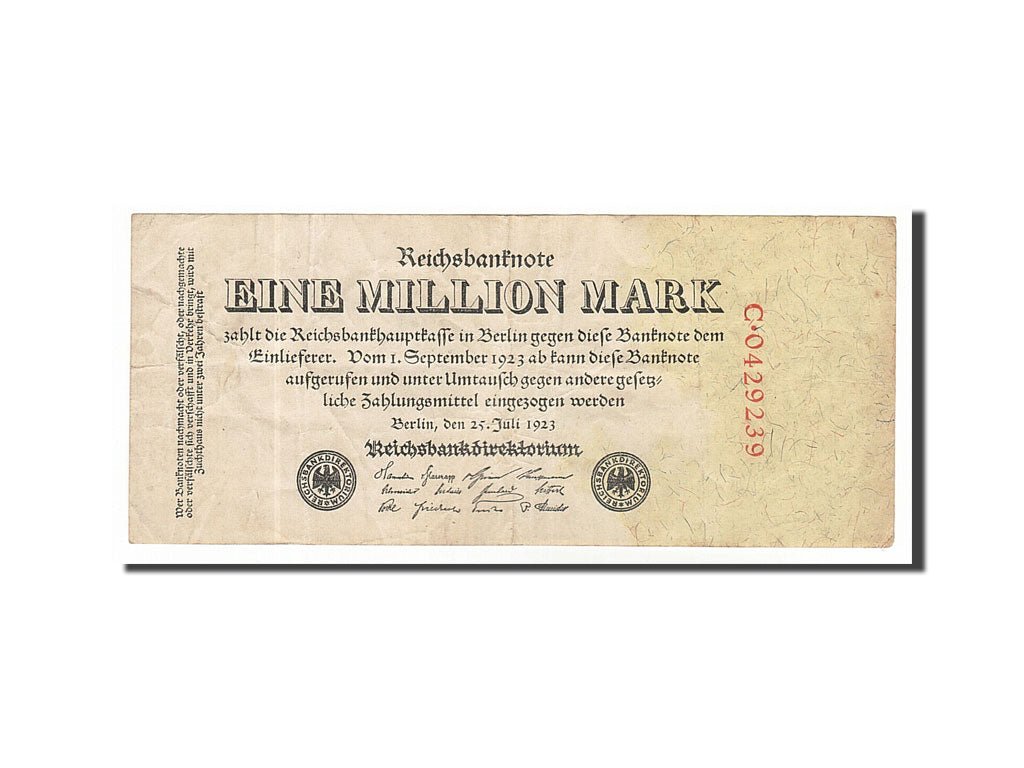 Reichsbanknote
EINE MILLION MARK
zahlt die Reichsbankhauptkasse in Berlin gegen diese Banknote dem
Einlieferer. Vom 1. September 1923 ab kann diese Banknote
aufgerufen und unter Umtausch gegen andere gesetz-
liche Zahlungsmittel eingezogen werden
Berlin, den 25. Juli 1923
Reichsbankdirektorium
REICHSBANKDIREKTORIUM
REICHSBANKDIREKTORIUM
Wer Banknoten nachmacht oder verfälscht, oder nachgemachte
oder verfälschte sich verschafft und in Verkehr bringt, wird mit
Zuchthaus nicht unter zwei Jahren bestraft
C·0429239